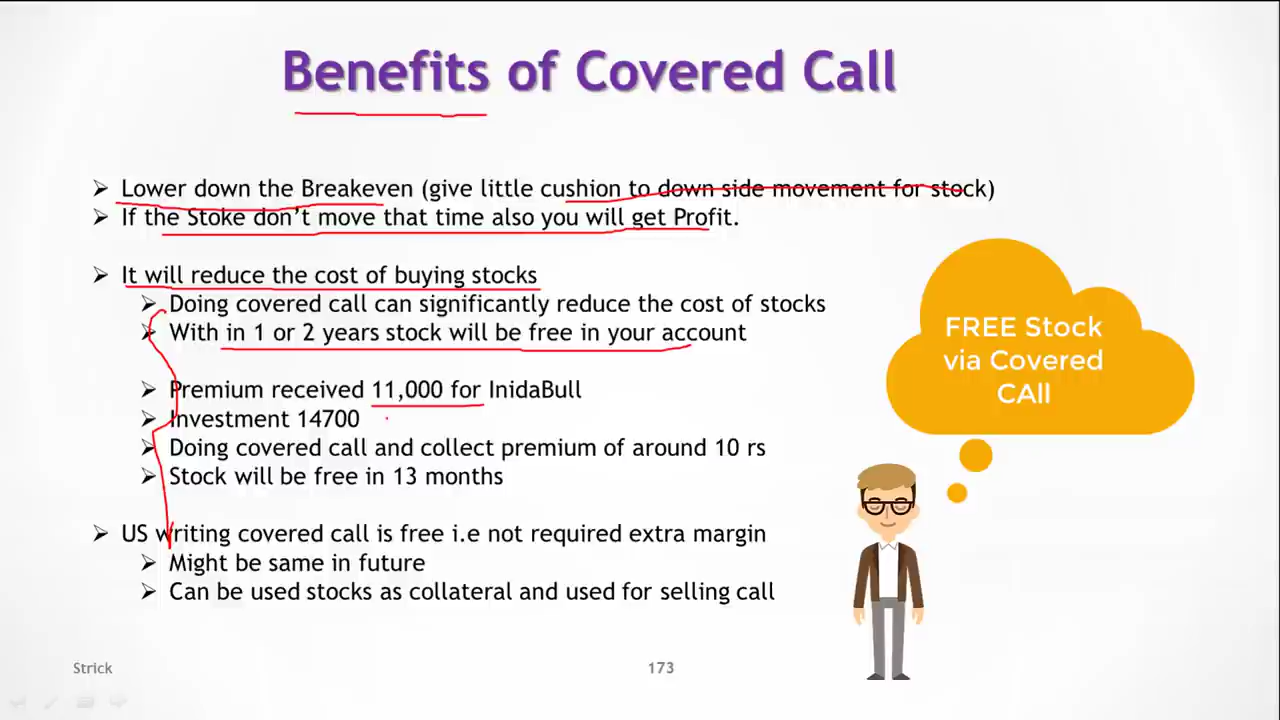 Benefits of Covered Call
Lower down the Breakeven (give little cushion to down side movement for stock)
If the Stoke don't move that time also you will get Profit.
It will reduce the cost of buying stocks
Doing covered call can significantly reduce the cost of stocks
With in 1 or 2 years stock will be free in your account
Premium received 11,000 for InidaBull
Investment 14700
Doing covered call and collect premium of around 10 rs
Stock will be free in 13 months
US writing covered call is free i.e not required extra margin
Might be same in future
Can be used stocks as collateral and used for selling call
FREE Stock
via Covered
CAll
Strick
173